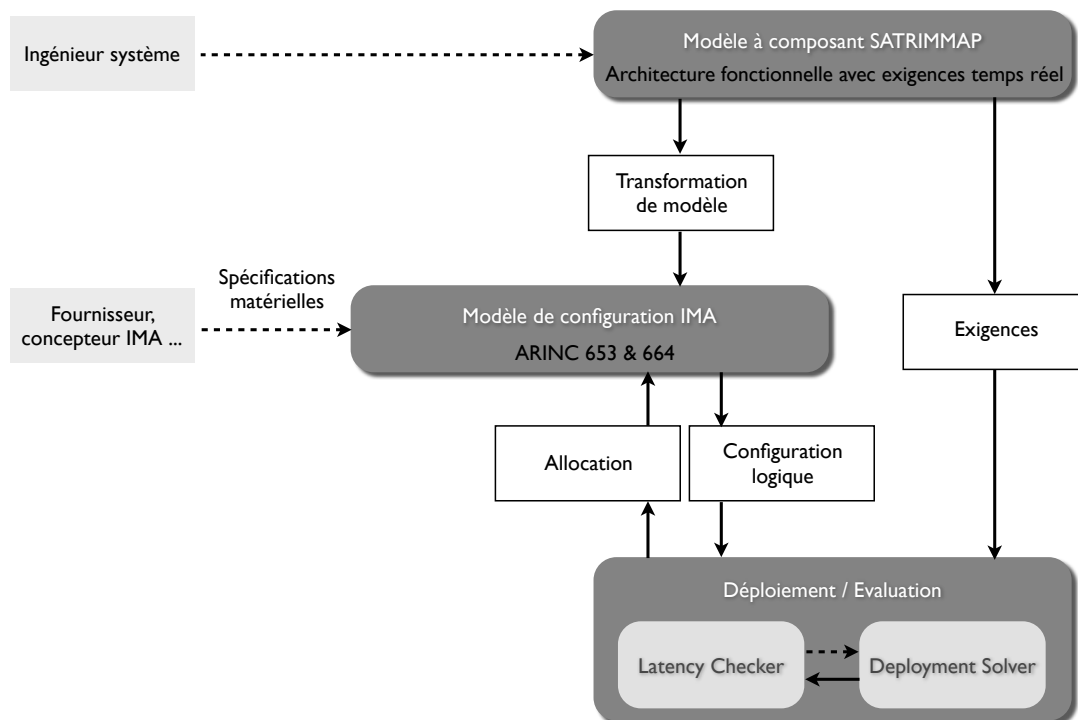 Ingénieur système
Modèle à composant SATRIMMAP
Architecture fonctionnelle avec exigences temps réel
Transformation
de modèle
Spécifications
matérielles
Fournisseur,
concepteur IMA ...
Modèle de configuration IMA
ARINC 653 & 664
Exigences
Allocation
Configuration
logique
Déploiement / Evaluation
Latency Checker
Deployment Solver